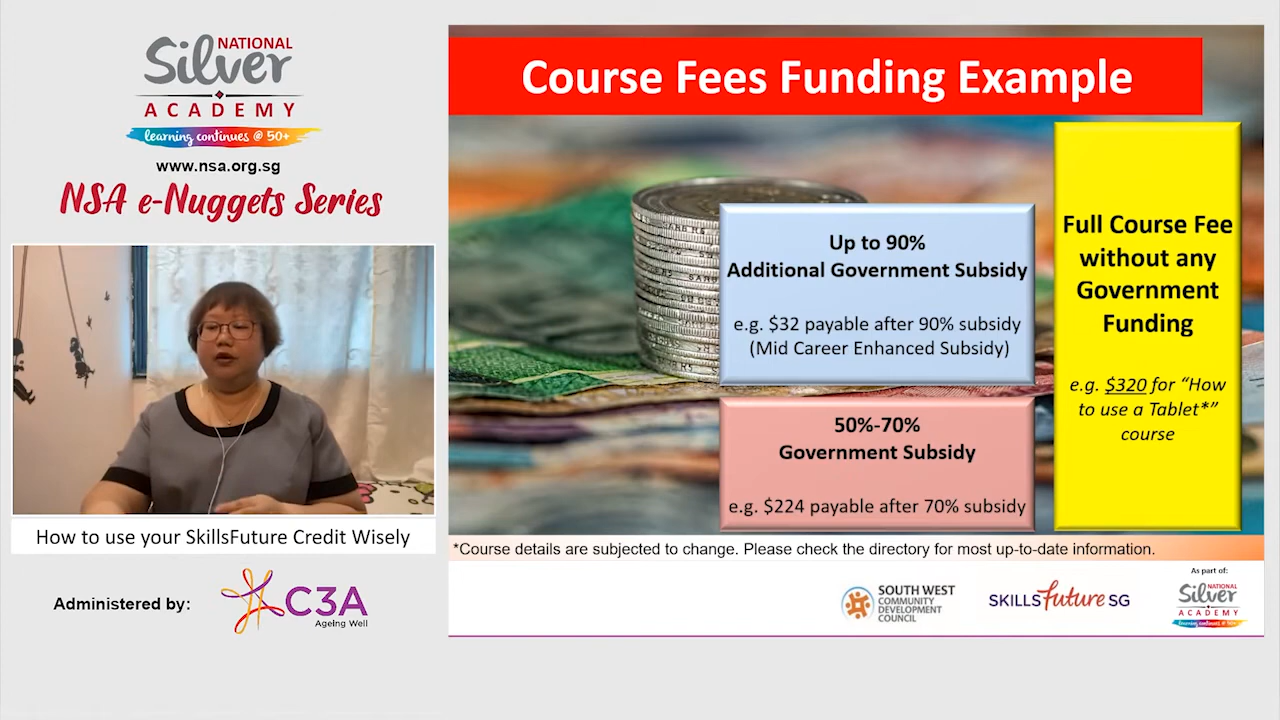 NATIONAL
Silver
ACADEMY
learning continues @ 50+
www.nsa.org.sg
NSA e-Nuggets Series
How to use your SkillsFuture Credit Wisely
Administered by:
C3A
Ageing Well
Course Fees Funding Example
Up to 90%
Additional Government Subsidy
e.g. $32 payable after 90% subsidy
(Mid Career Enhanced Subsidy)
50%-70%
Government Subsidy
e.g. $224 payable after 70% subsidy
Full Course Fee
without any
Government
Funding
e.g. $320 for “How
to use a Tablet*”
course
*Course details are subjected to change. Please check the directory for most up-to-date information.
SOUTH WEST
COMMUNITY
DEVELOPMENT
COUNCIL
SKILLSfuture SG
As part of:
NATIONAL
Silver
ACADEMY
learning continues @ 50+